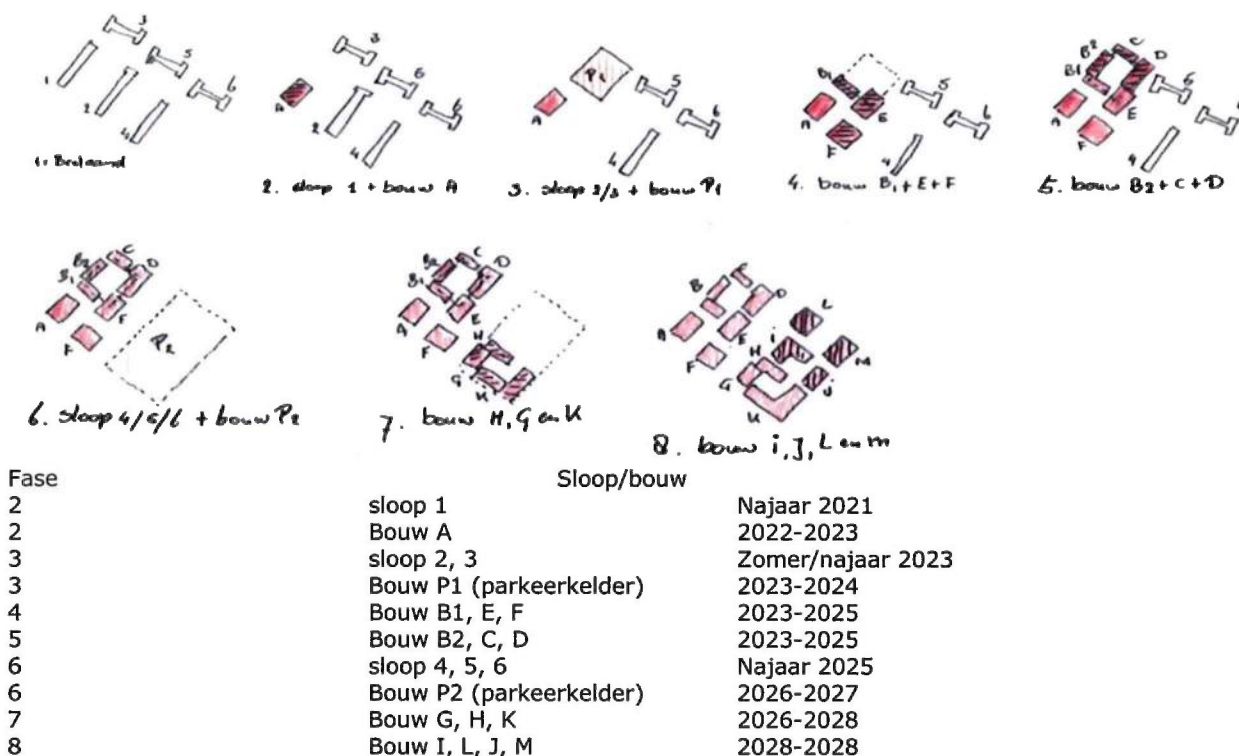 3
5
6
1
2
4
1: Bestaand
3
6
6
A
2
4
2. sloop 1 + bouw A
P1
5
6
A
4
3. sloop 2/3 + bouw P1
B1
5
6
A
E
F
4
4. bouw B1 + E + F
C
B2
D
B1
6
A
E
F
4
5. bouw B2 + C + D
C
B2
D
B1
A
F
F
P2
6. sloop 4/5/6 + bouw P2
C
B2
D
B1
A
E
F
H
G
K
7. bouw H, G en K
C
B
D
L
A
E
i
M
F
H
G
J
K
8. bouw i, J, L en m
Fase Sloop/bouw
2 sloop 1 Najaar 2021
2 Bouw A 2022-2023
3 sloop 2, 3 Zomer/najaar 2023
3 Bouw P1 (parkeerkelder) 2023-2024
4 Bouw B1, E, F 2023-2025
5 Bouw B2, C, D 2023-2025
6 sloop 4, 5, 6 Najaar 2025
6 Bouw P2 (parkeerkelder) 2026-2027
7 Bouw G, H, K 2026-2028
8 Bouw I, L, J, M 2028-2028